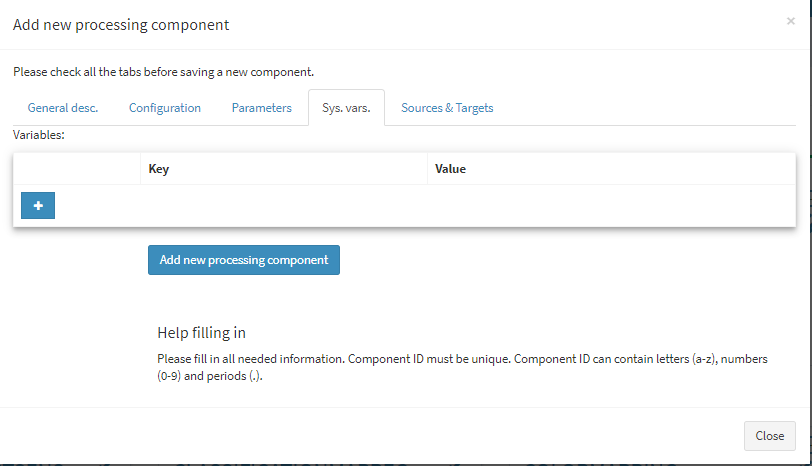 Add new processing component
×
Please check all the tabs before saving a new component.
General desc. Configuration Parameters Sys. vars. Sources & Targets
Variables:
Key Value
+
Add new processing component
Help filling in
Please fill in all needed information. Component ID must be unique. Component ID can contain letters (a-z), numbers
(0-9) and periods (.).
Close